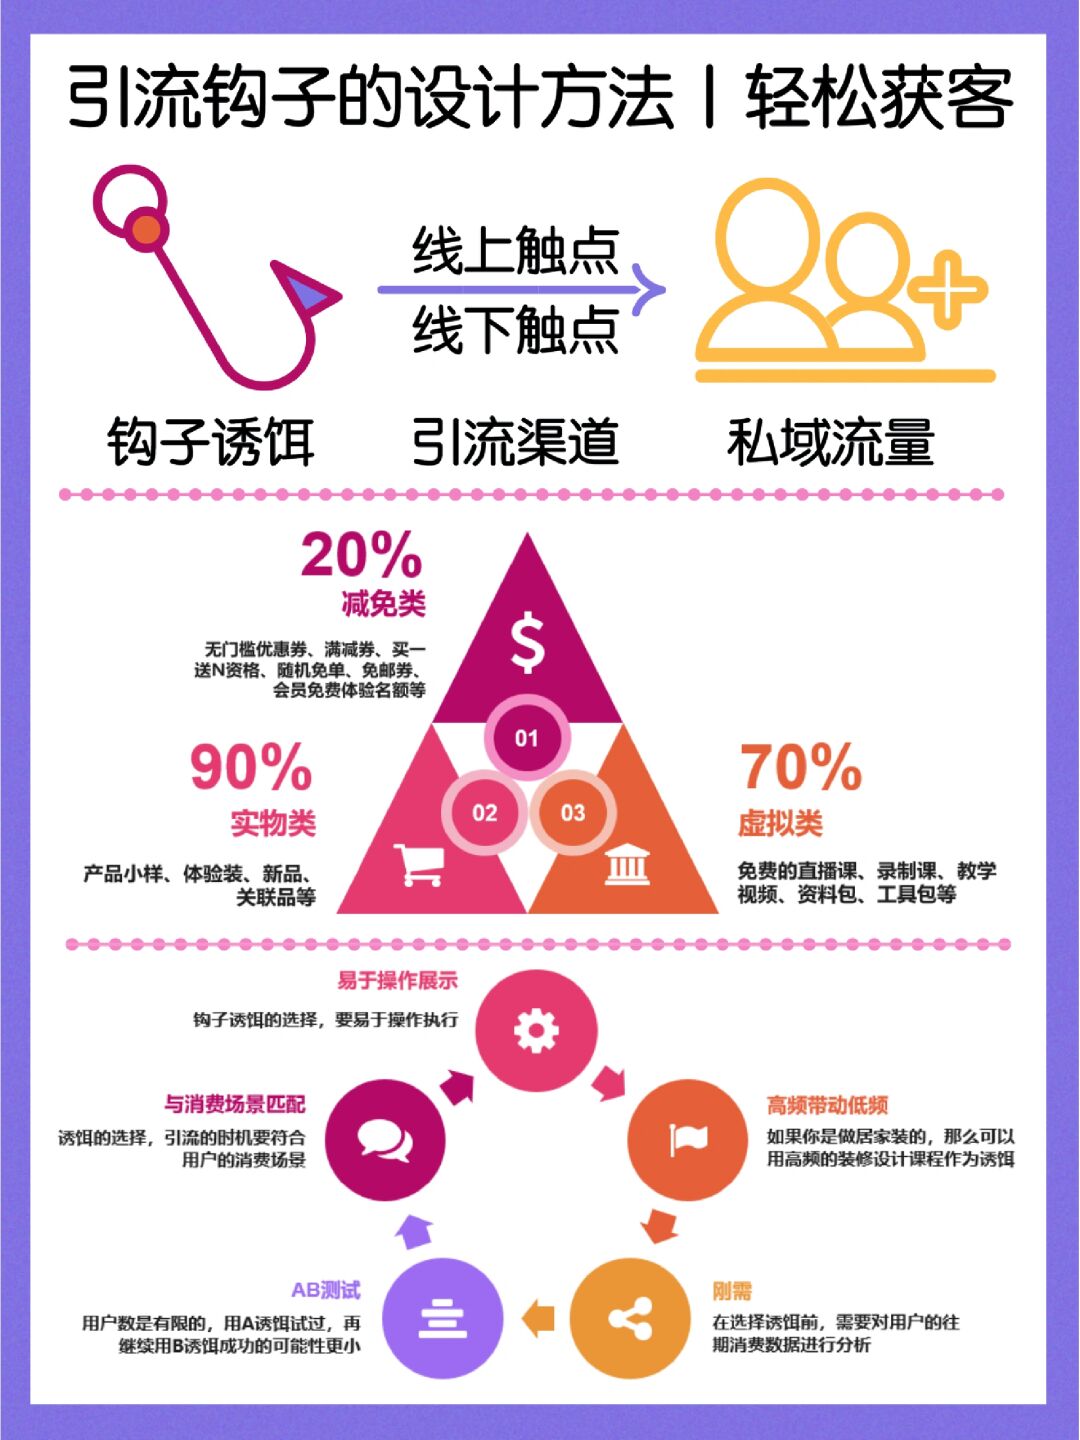 引流钩子的设计方法 | 轻松获客
线上触点
线下触点
钩子诱饵
引流渠道
私域流量
20%
减免类
无门槛优惠券、满减券、买一
送N资格、随机免单、免邮券、
会员免费体验名额等
$
01
90%
实物类
产品小样、体验装、新品、
关联品等
02
03
70%
虚拟类
免费的直播课、录制课、教学
视频、资料包、工具包等
易于操作展示
钩子诱饵的选择，要易于操作执行
与消费场景匹配
诱饵的选择，引流的时机要符合
用户的消费场景
高频带动低频
如果你是做居家装的，那么可以
用高频的装修设计课程作为诱饵
AB测试
用户数是有限的，用A诱饵试过，再
继续用B诱饵成功的可能性更小
刚需
在选择诱饵前，需要对用户的往
期消费数据进行分析